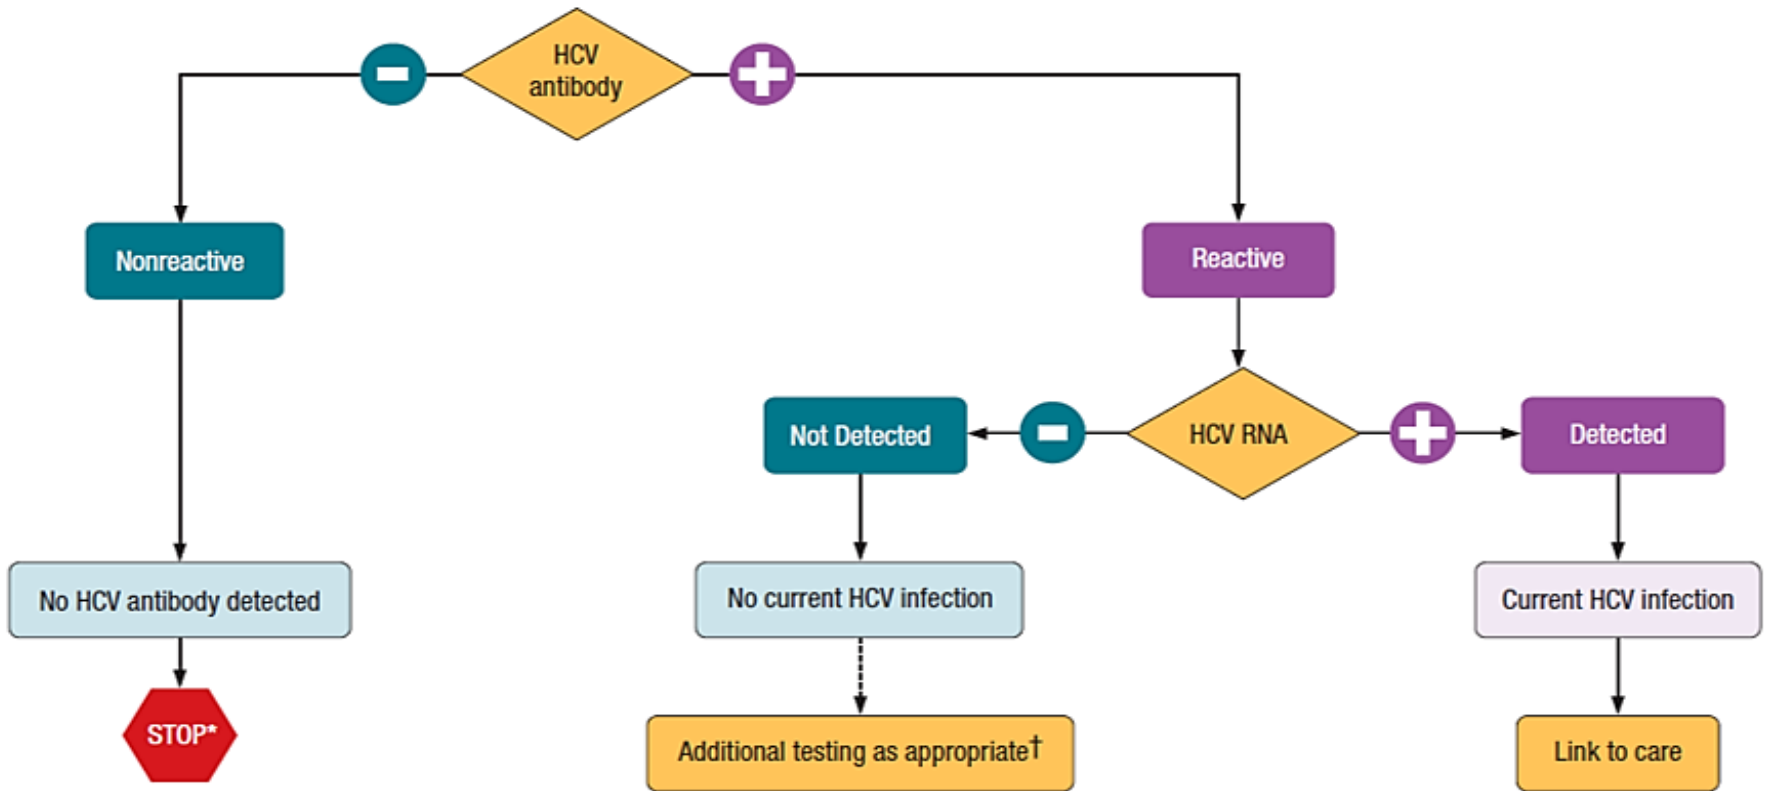 HCV
antibody
Nonreactive
Reactive
Not Detected
HCV RNA
Detected
No HCV antibody detected
No current HCV infection
Current HCV infection
STOP*
Additional testing as appropriate†
Link to care